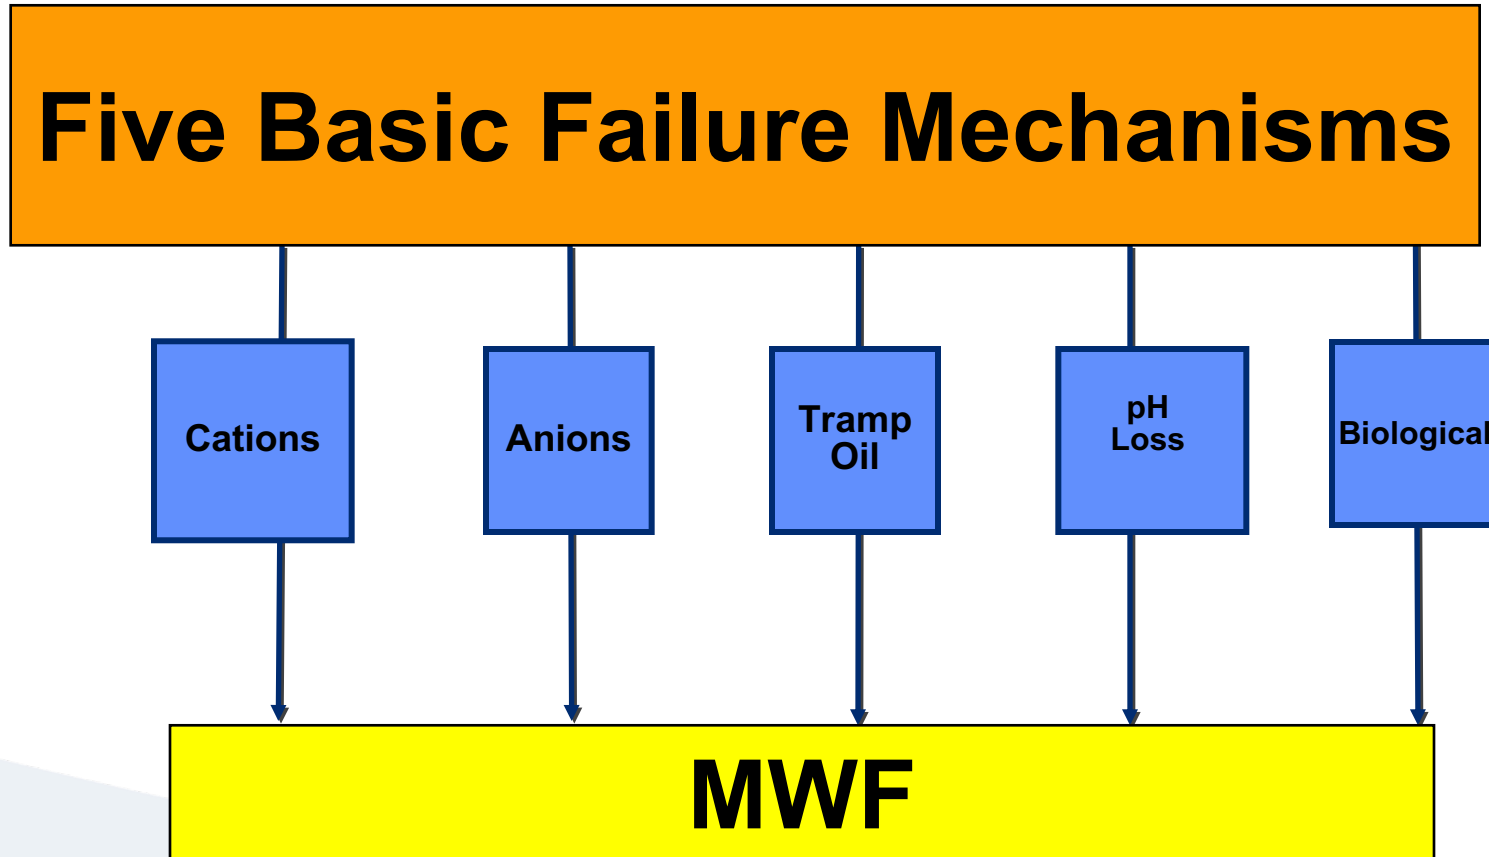 Five Basic Failure Mechanisms
Cations
Anions
Tramp
Oil
pH
Loss
Biological
MWF